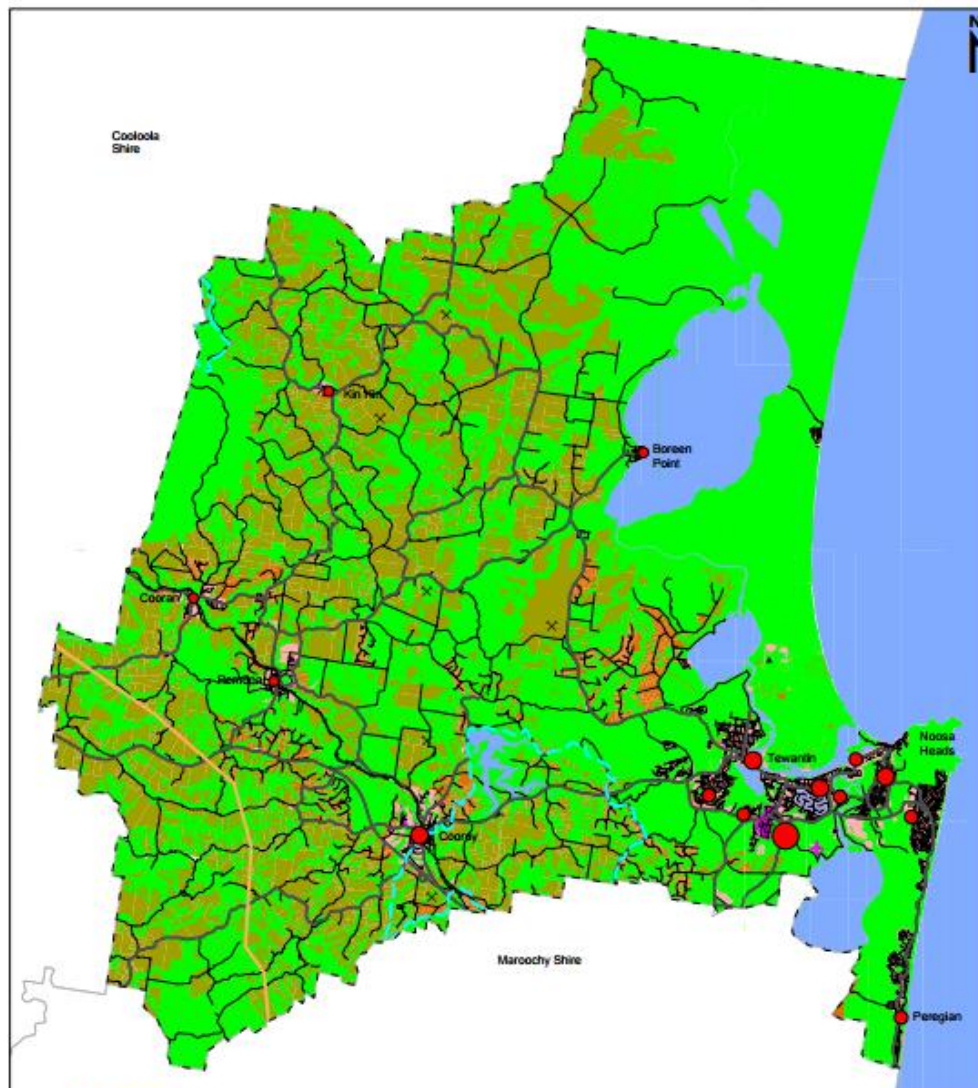 N
Cooloola
Shire
Kin Kin
Boreen
Point
Cooran
Pomona
Noosa
Heads
Tewantin
Cooroy
Maroochy Shire
Peregian